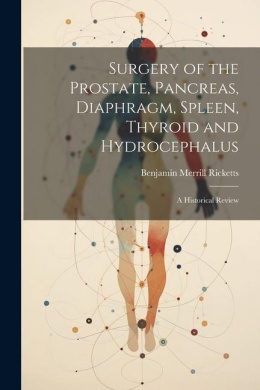 Surgery of the
Prostate, Pancreas,
Diaphragm, Spleen,
Thyroid and
Hydrocephalus
Benjamin Merrill Ricketts
A Historical Review